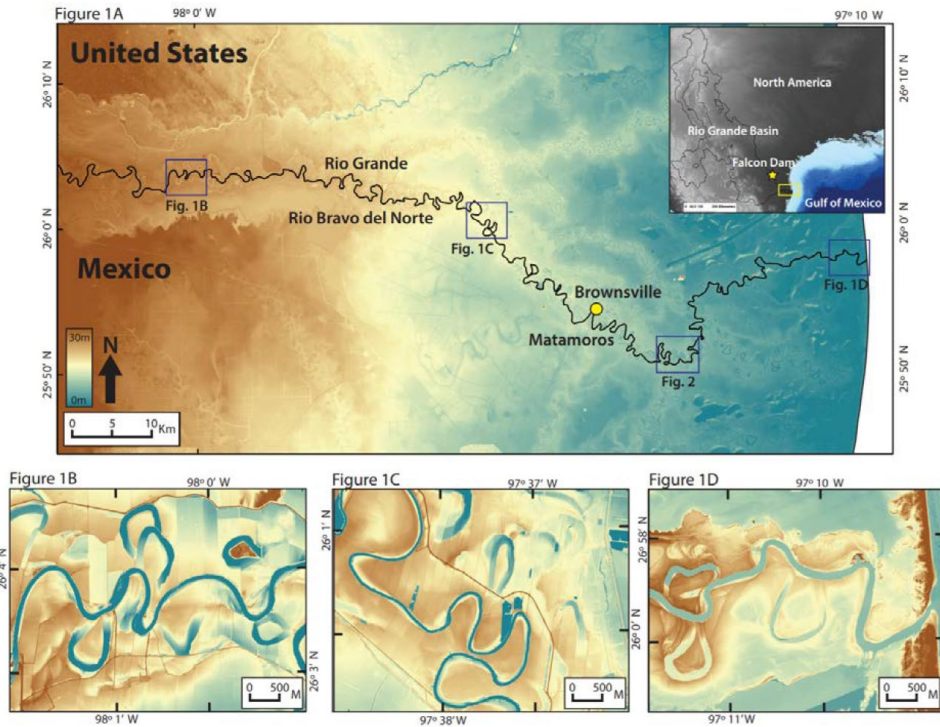 Figure 1A
98° 0' W
97° 10 W
United States
26° 10' N
26° 10' N
North America
Rio Grande Basin
Falcon Dam
Gulf of Mexico
Rio Grande
Fig. 1B
Rio Bravo del Norte
26° 0' N
26° 0' N
Fig. 1C
Mexico
Fig. 1D
Brownsville
Matamoros
30m
0m
N
25° 50' N
25° 50' N
Fig. 2
0 5 10 Km
Figure 1B
98° 0' W
26° 4' N
26° 3' N
0 500 M
98° 1' W
Figure 1C
97° 37' W
26° 1' N
26° 0' N
0 500 M
97° 38' W
Figure 1D
97° 10' W
25° 58' N
0 500 M
97° 11' W